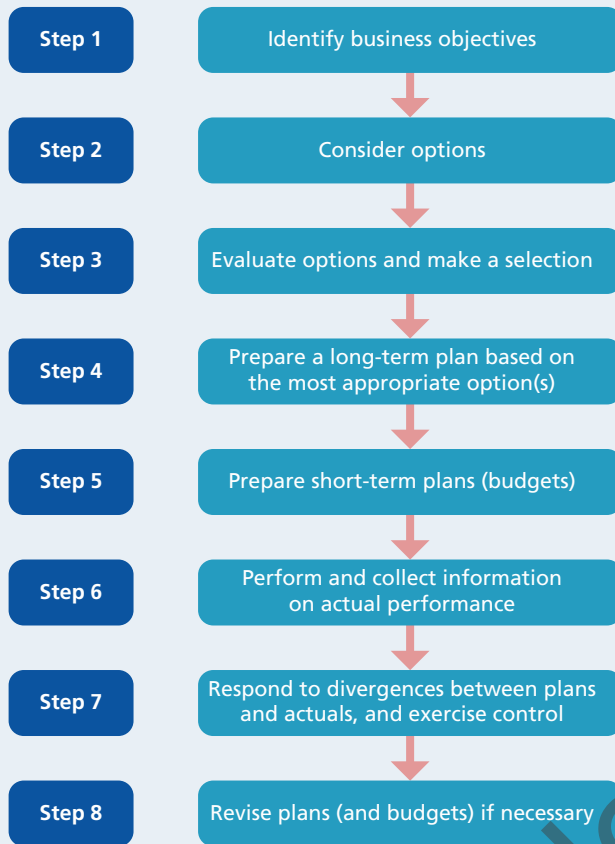 Step 1
Identify business objectives
Step 2
Consider options
Step 3
Evaluate options and make a selection
Step 4
Prepare a long-term plan based on
the most appropriate option(s)
Step 5
Prepare short-term plans (budgets)
Step 6
Perform and collect information
on actual performance
Step 7
Respond to divergences between plans
and actuals, and exercise control
Step 8
Revise plans (and budgets) if necessary